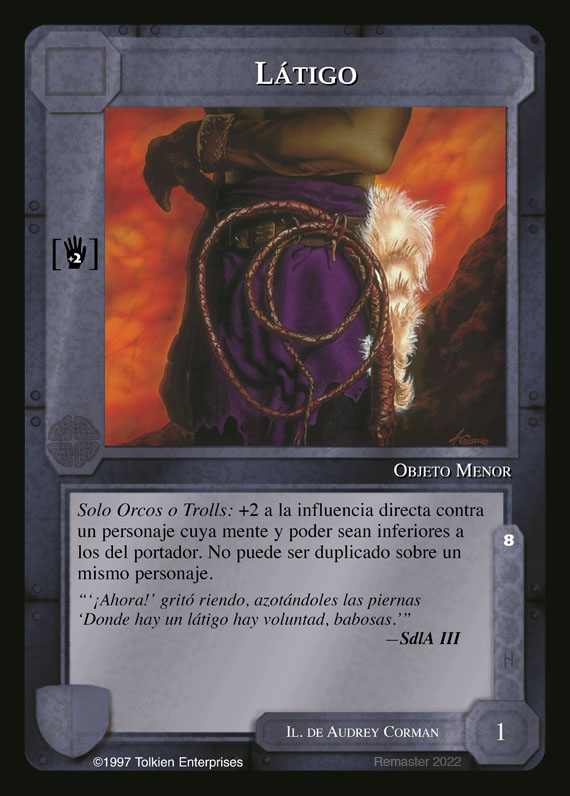 LÁTIGO
[+2]
OBJETO MENOR
Solo Orcos o Trolls: +2 a la influencia directa contra
un personaje cuya mente y poder sean inferiores a
los del portador. No puede ser duplicado sobre un
mismo personaje.
“‘¡Ahora!’ gritó riendo, azotándoles las piernas
‘Donde hay un látigo hay voluntad, babosas.’”
—SdlA III
8
H
IL. DE AUDREY CORMAN
1
©1997 Tolkien Enterprises
Remaster 2022